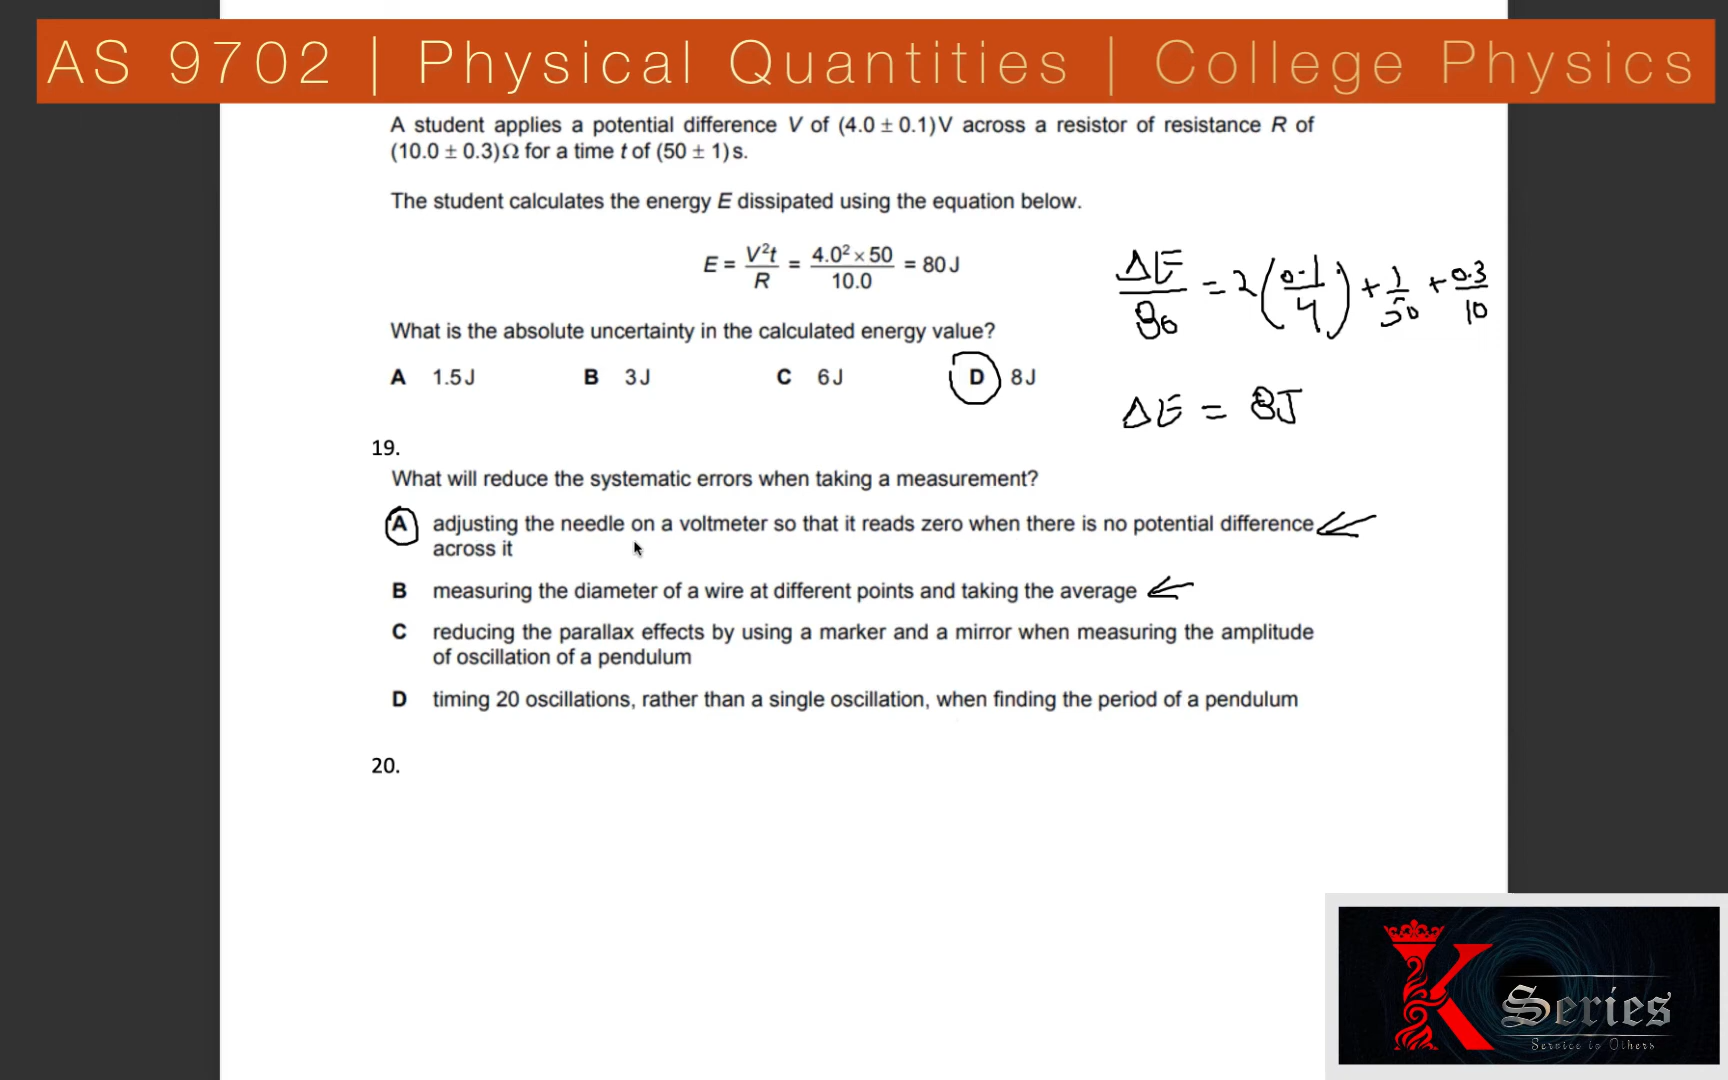 AS 9702 | Physical Quantities | College Physics
A student applies a potential difference V of (4.0 ± 0.1) V across a resistor of resistance R of
(10.0 ± 0.3) Ω for a time t of (50 ± 1) s.
The student calculates the energy E dissipated using the equation below.
E = V²t / R = 4.0² × 50 / 10.0 = 80 J
ΔE / 80 = 2(0.1 / 4) + 1 / 50 + 0.3 / 10
What is the absolute uncertainty in the calculated energy value?
A 1.5 J B 3 J C 6 J D 8 J
ΔE = 8J
19.
What will reduce the systematic errors when taking a measurement?
A adjusting the needle on a voltmeter so that it reads zero when there is no potential difference
across it
B measuring the diameter of a wire at different points and taking the average
C reducing the parallax effects by using a marker and a mirror when measuring the amplitude
of oscillation of a pendulum
D timing 20 oscillations, rather than a single oscillation, when finding the period of a pendulum
20.
K Series
Service to Others